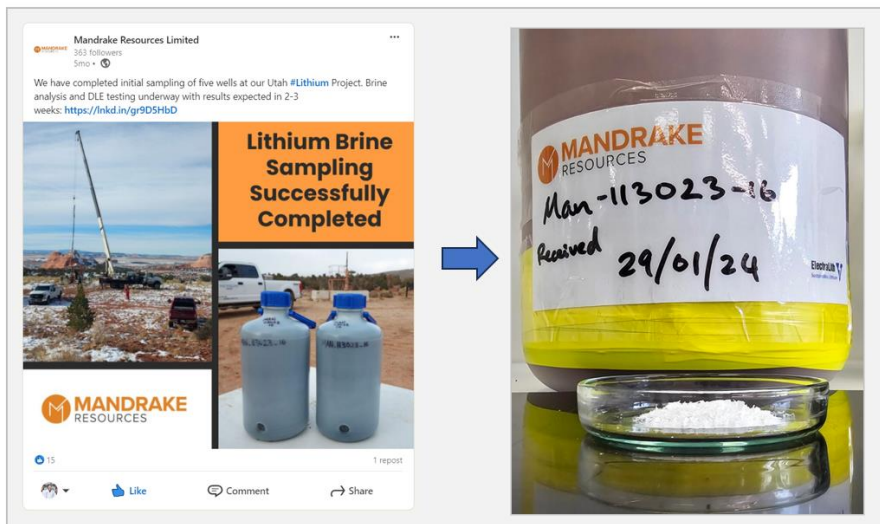 Mandrake Resources Limited
363 followers
5mo •
We have completed initial sampling of five wells at our Utah #Lithium Project. Brine
analysis and DLE testing underway with results expected in 2-3
weeks: https://lnkd.in/gr9D5HbD
Lithium Brine
Sampling
Successfully
Completed
MANDRAKE
RESOURCES
15
1 repost
Like
Comment
Share
MANDRAKE
RESOURCES
Man-113023-16
Received
29/01/24
ElectraLith